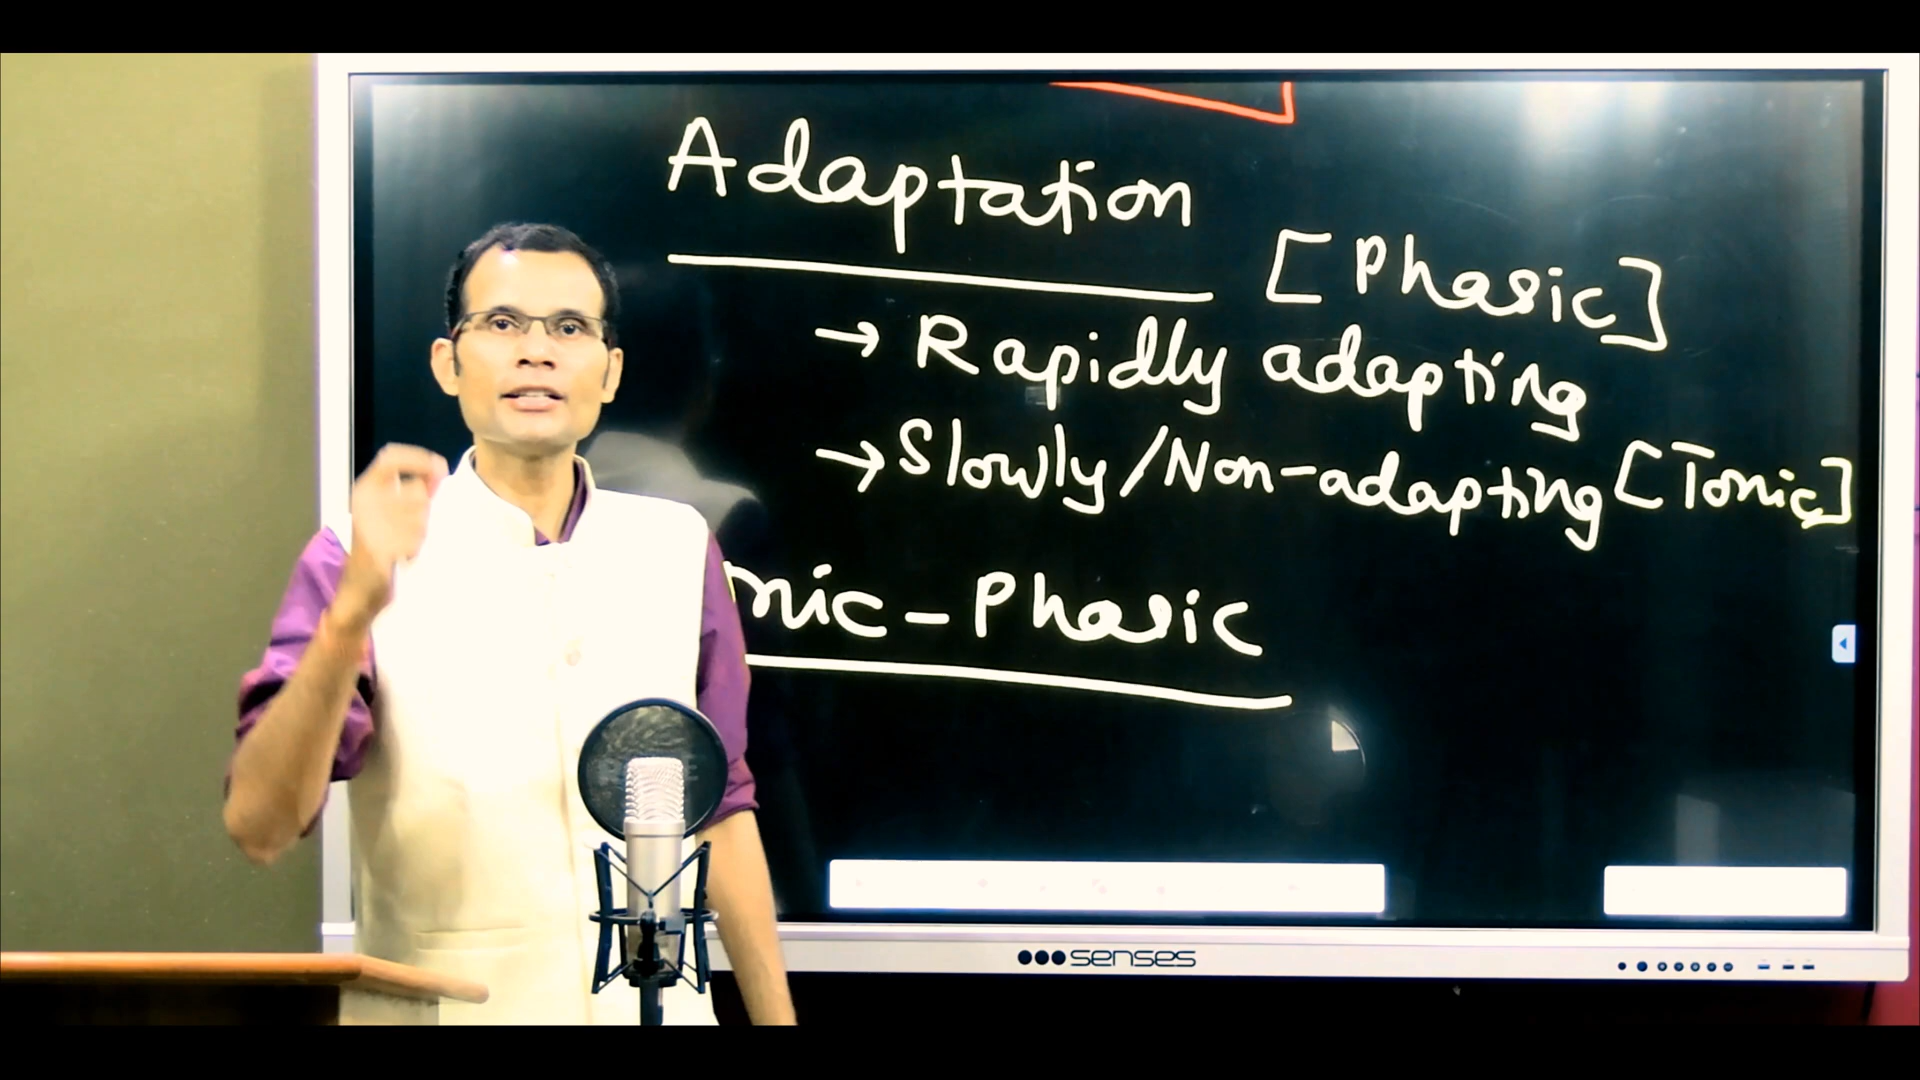 Adaptation
[Phasic]
→ Rapidly adapting
→ Slowly/Non-adapting [Tonic]
nic-Phasic
senses